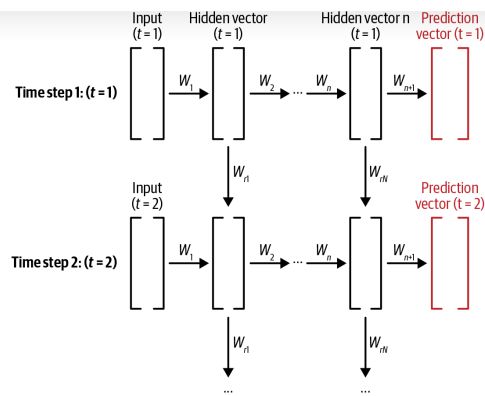 Input
(t = 1)
Hidden vector
(t = 1)
Hidden vector n
(t = 1)
Prediction
vector (t = 1)
Time step 1: (t = 1)
W1
W2
...
Wn
Wn+1
Wr1
WrN
Input
(t = 2)
Prediction
vector (t = 2)
Time step 2: (t = 2)
W1
W2
...
Wn
Wn+1
Wr1
WrN
...
...